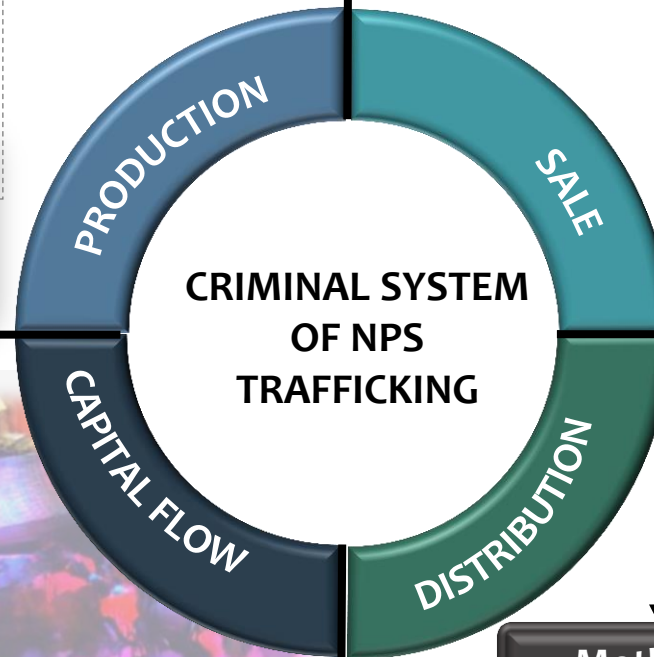 PRODUCTION
SALE
CRIMINAL SYSTEM
OF NPS
TRAFFICKING
CAPITAL FLOW
DISTRIBUTION